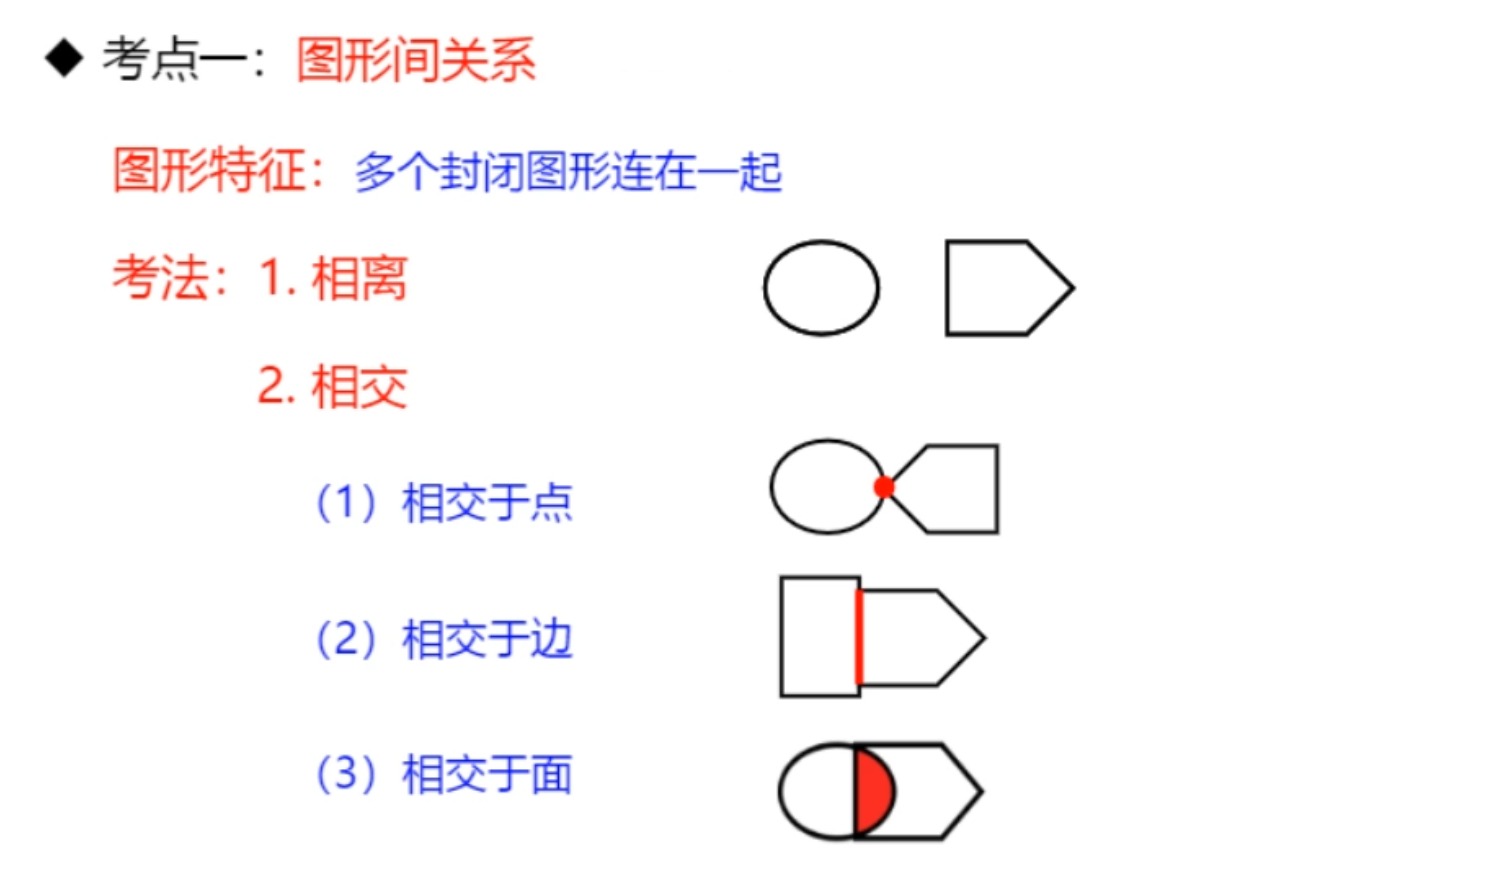 ◆ 考点一：图形间关系
图形特征：多个封闭图形连在一起
考法：1. 相离
2. 相交
（1）相交于点
（2）相交于边
（3）相交于面